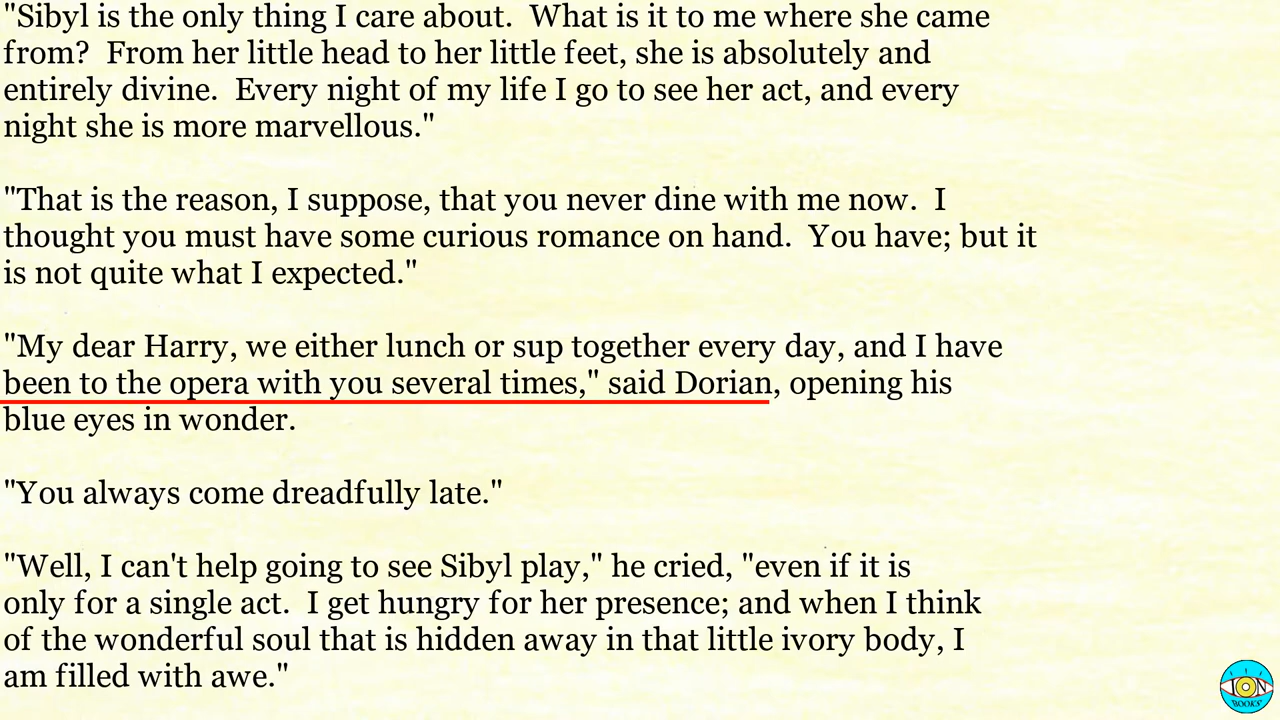 "Sibyl is the only thing I care about.  What is it to me where she came
from?  From her little head to her little feet, she is absolutely and
entirely divine.  Every night of my life I go to see her act, and every
night she is more marvellous."
"That is the reason, I suppose, that you never dine with me now.  I
thought you must have some curious romance on hand.  You have; but it
is not quite what I expected."
"My dear Harry, we either lunch or sup together every day, and I have
been to the opera with you several times," said Dorian, opening his
blue eyes in wonder.
"You always come dreadfully late."
"Well, I can't help going to see Sibyl play," he cried, "even if it is
only for a single act.  I get hungry for her presence; and when I think
of the wonderful soul that is hidden away in that little ivory body, I
am filled with awe."
ION
BOOKS